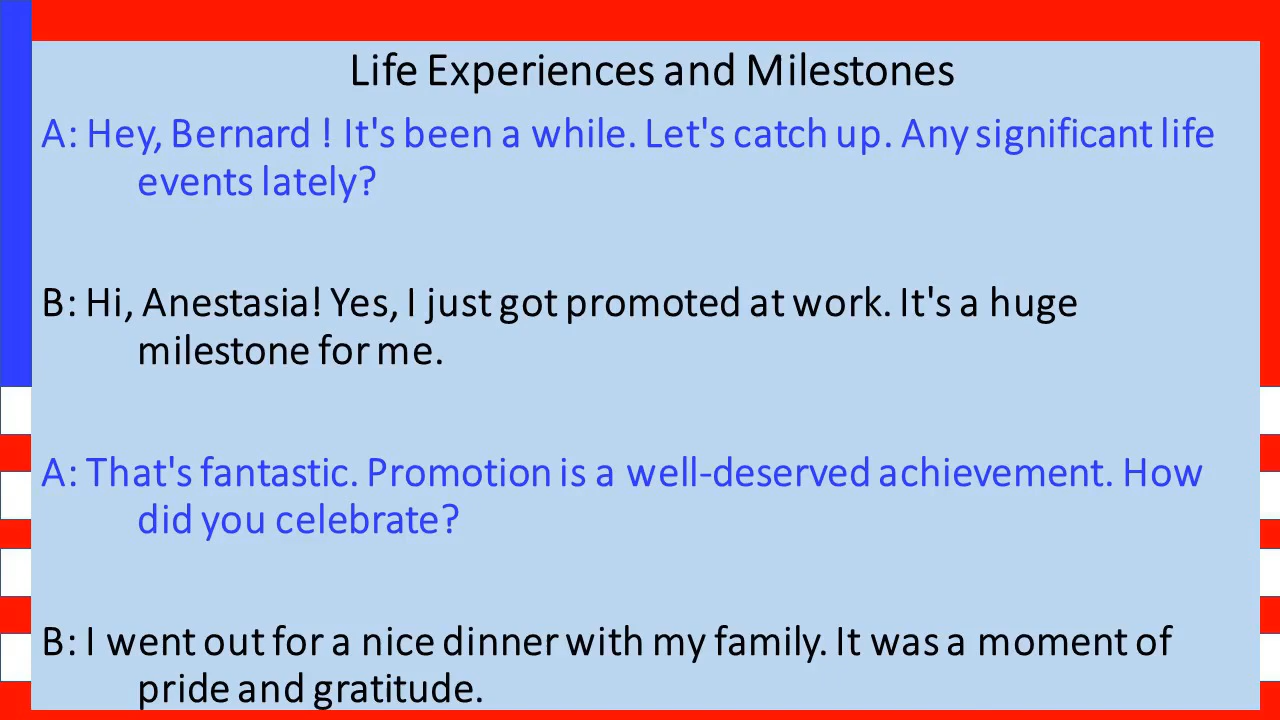 Life Experiences and Milestones
A: Hey, Bernard ! It's been a while. Let's catch up. Any significant life
events lately?
B: Hi, Anestasia! Yes, I just got promoted at work. It's a huge
milestone for me.
A: That's fantastic. Promotion is a well-deserved achievement. How
did you celebrate?
B: I went out for a nice dinner with my family. It was a moment of
pride and gratitude.